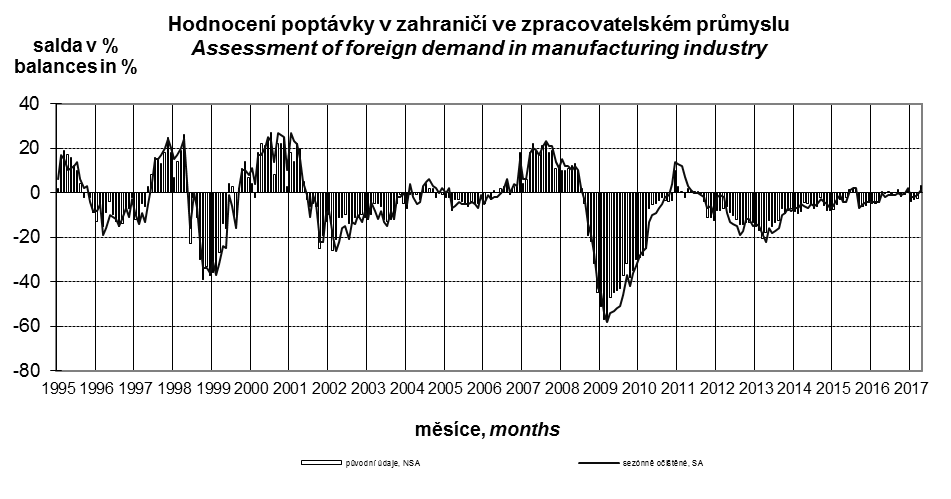 Hodnocení poptávky v zahraničí ve zpracovatelském průmyslu
Assessment of foreign demand in manufacturing industry
salda v %
balances in %
40
20
0
-20
-40
-60
-80
1995 1996 1997 1998 1999 2000 2001 2002 2003 2004 2005 2006 2007 2008 2009 2010 2011 2012 2013 2014 2015 2016 2017
měsíce, months
původní údaje, NSA
sezónně očištěné, SA